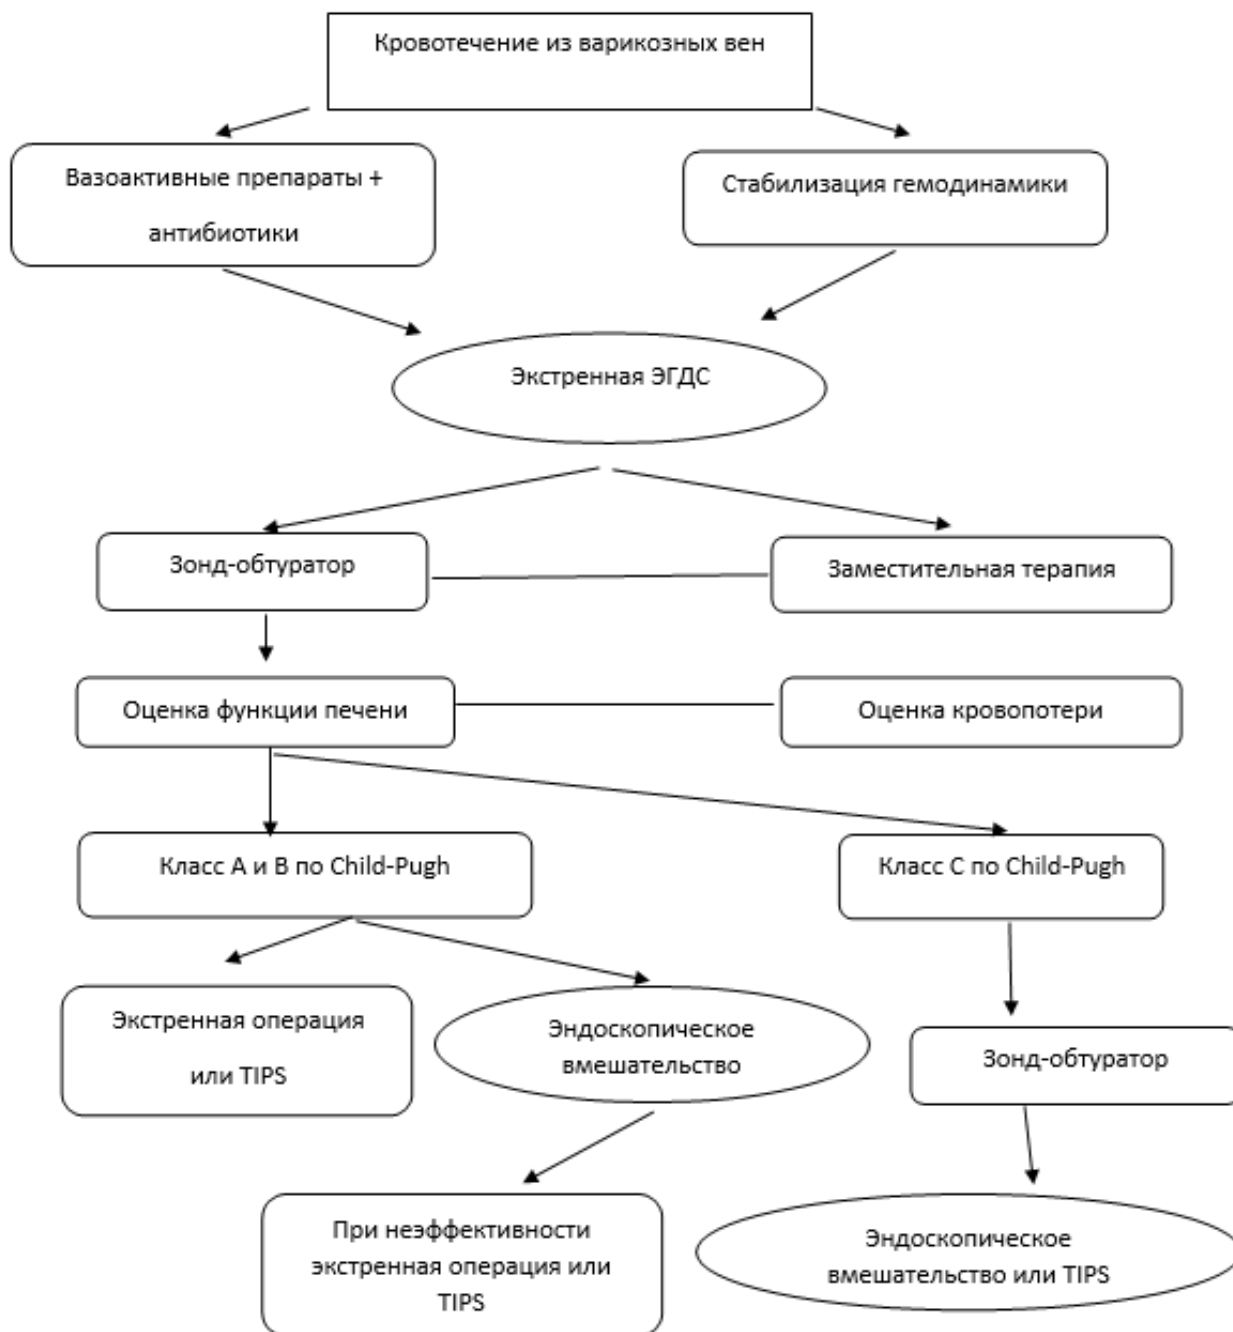 Кровотечение из варикозных вен
Вазоактивные препараты +
антибиотики
Стабилизация гемодинамики
Экстренная ЭГДС
Зонд-обтуратор
Заместительная терапия
Оценка функции печени
Оценка кровопотери
Класс А и В по Child-Pugh
Класс С по Child-Pugh
Экстренная операция
или TIPS
Эндоскопическое
вмешательство
Зонд-обтуратор
При неэффективности
экстренная операция или
TIPS
Эндоскопическое
вмешательство или TIPS